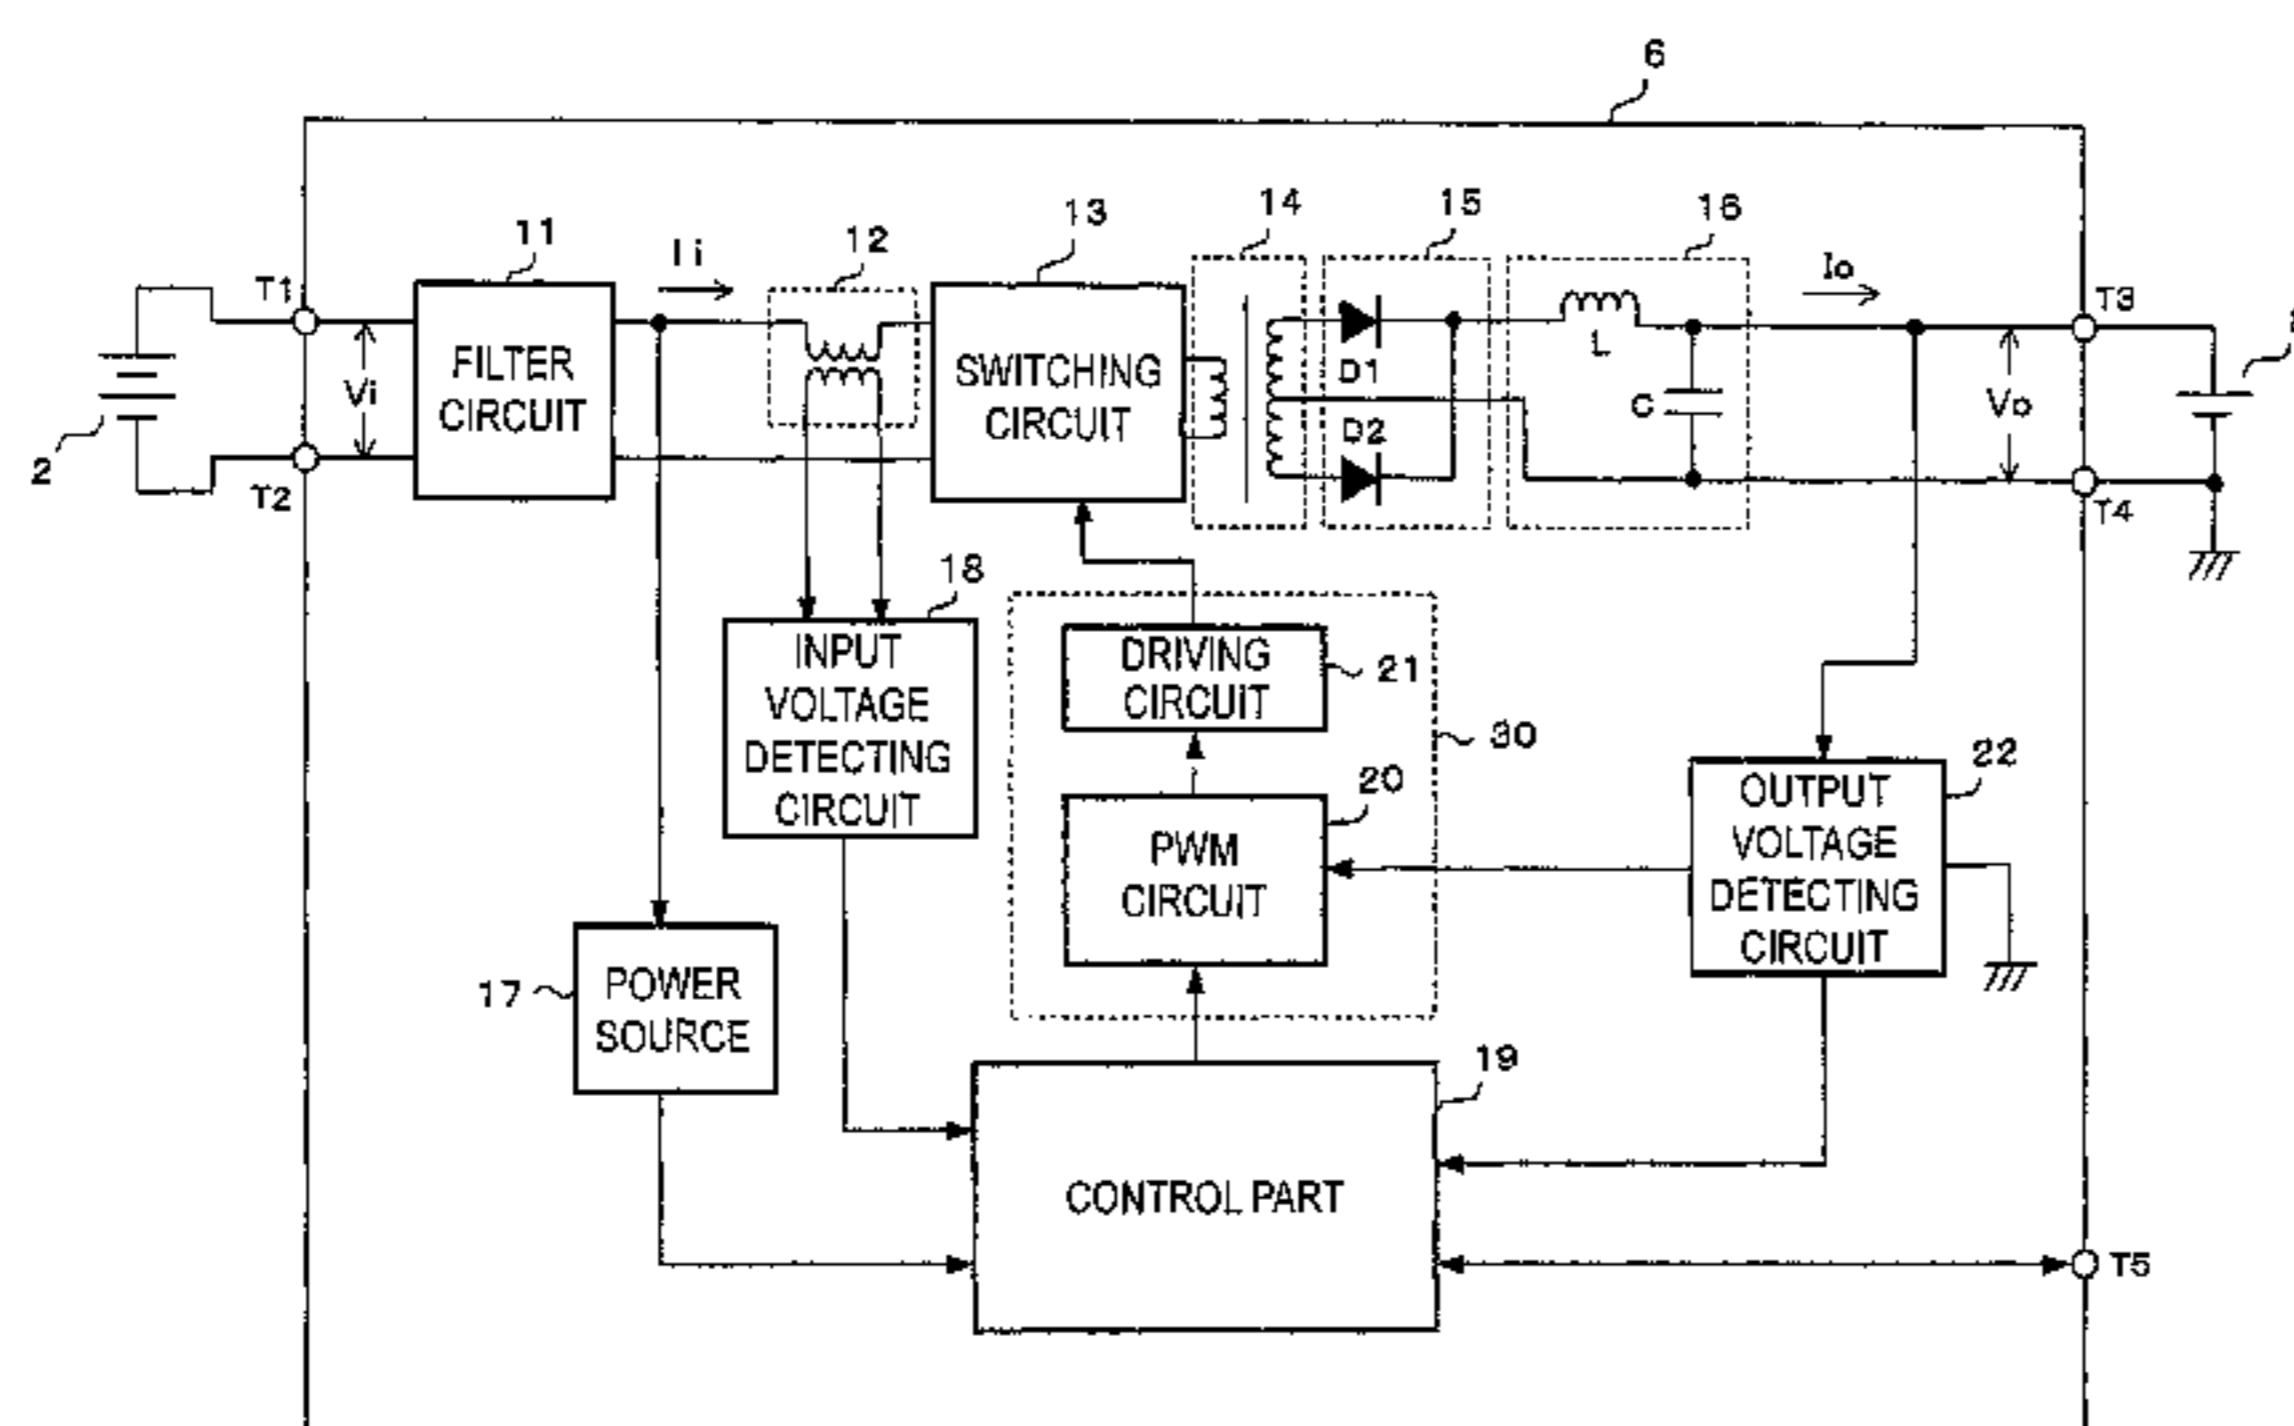 6
11
Ii
12
13
14
15
16
Io
T1
T3
FILTER
CIRCUIT
Vi
SWITCHING
CIRCUIT
D1
D2
L
C
Vo
2
T2
T4
18
INPUT
VOLTAGE
DETECTING
CIRCUIT
DRIVING
CIRCUIT
21
30
20
PWM
CIRCUIT
22
OUTPUT
VOLTAGE
DETECTING
CIRCUIT
17
POWER
SOURCE
19
CONTROL PART
T5